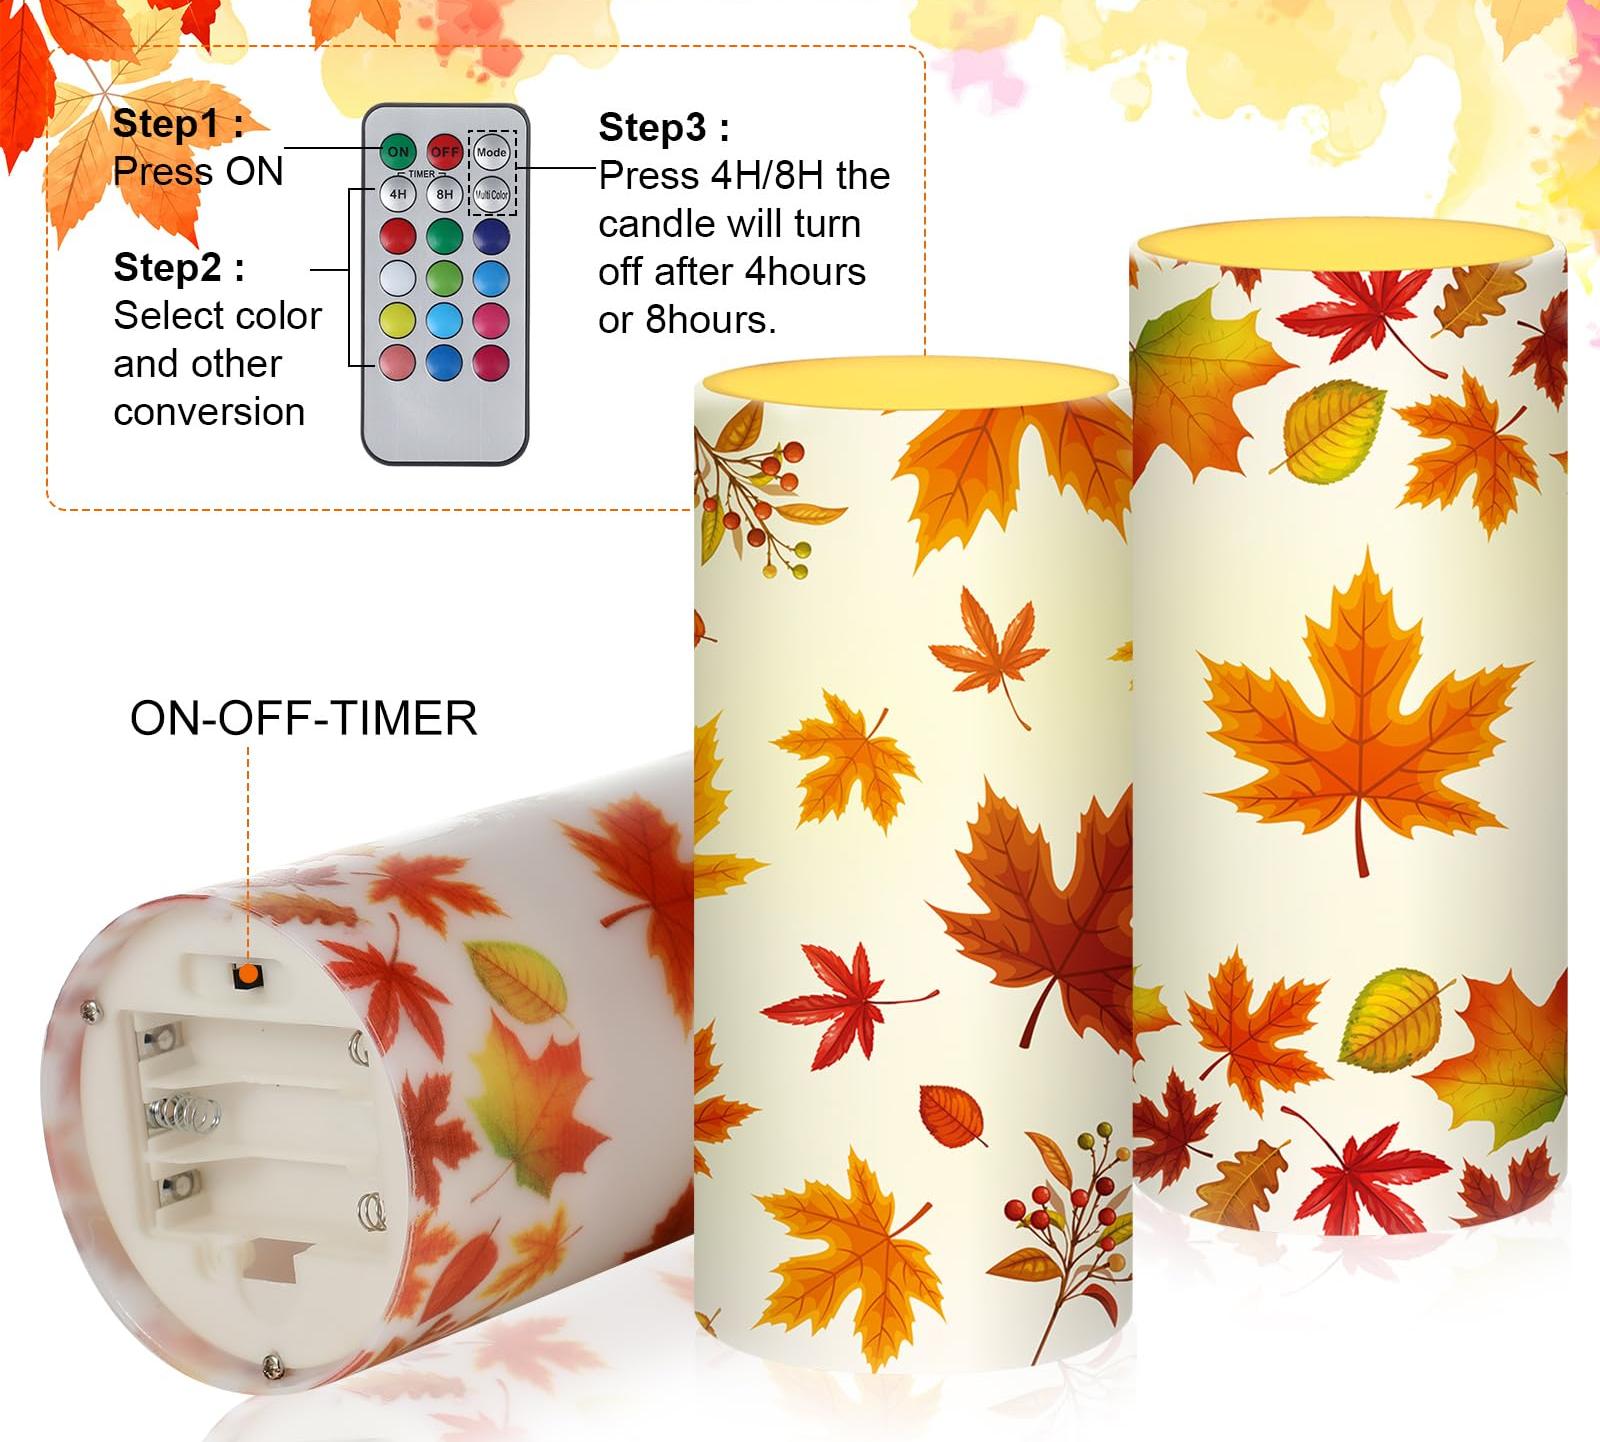 Step1 :
Press ON
Step2 :
Select color
and other
conversion
ON
OFF
Mode
TIMER
4H
8H
Multi Color
Step3 :
Press 4H/8H the
candle will turn
off after 4hours
or 8hours.
ON-OFF-TIMER